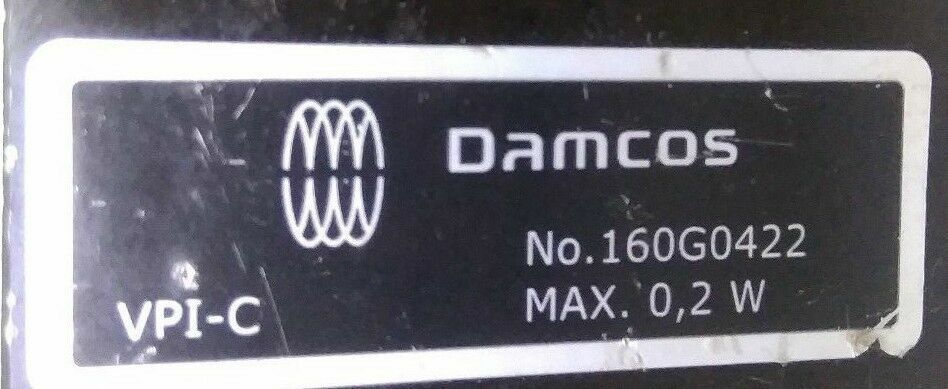 Damcos
No.160G0422
MAX. 0,2 W
VPI-C